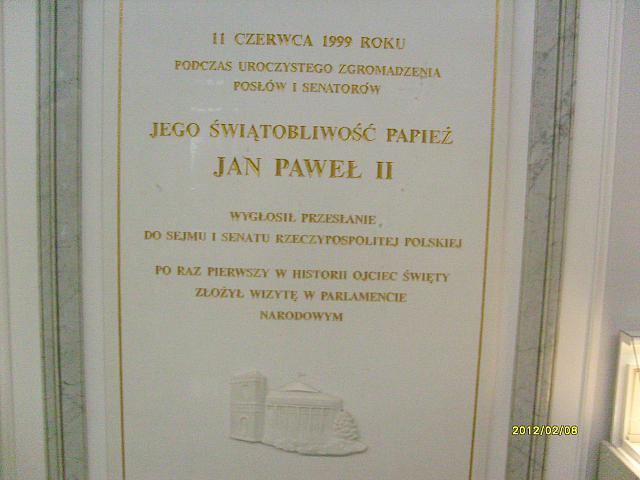 11 CZERWCA 1999 ROKU
PODCZAS UROCZYSTEGO ZGROMADZENIA
POSŁÓW I SENATORÓW
JEGO ŚWIĄTOBLIWOŚĆ PAPIEŻ
JAN PAWEŁ II
WYGŁOSIŁ PRZESŁANIE
DO SEJMU I SENATU RZECZYPOSPOLITEJ POLSKIEJ
PO RAZ PIERWSZY W HISTORII OJCIEC ŚWIĘTY
ZŁOŻYŁ WIZYTĘ W PARLAMENCIE
NARODOWYM
2012/02/08